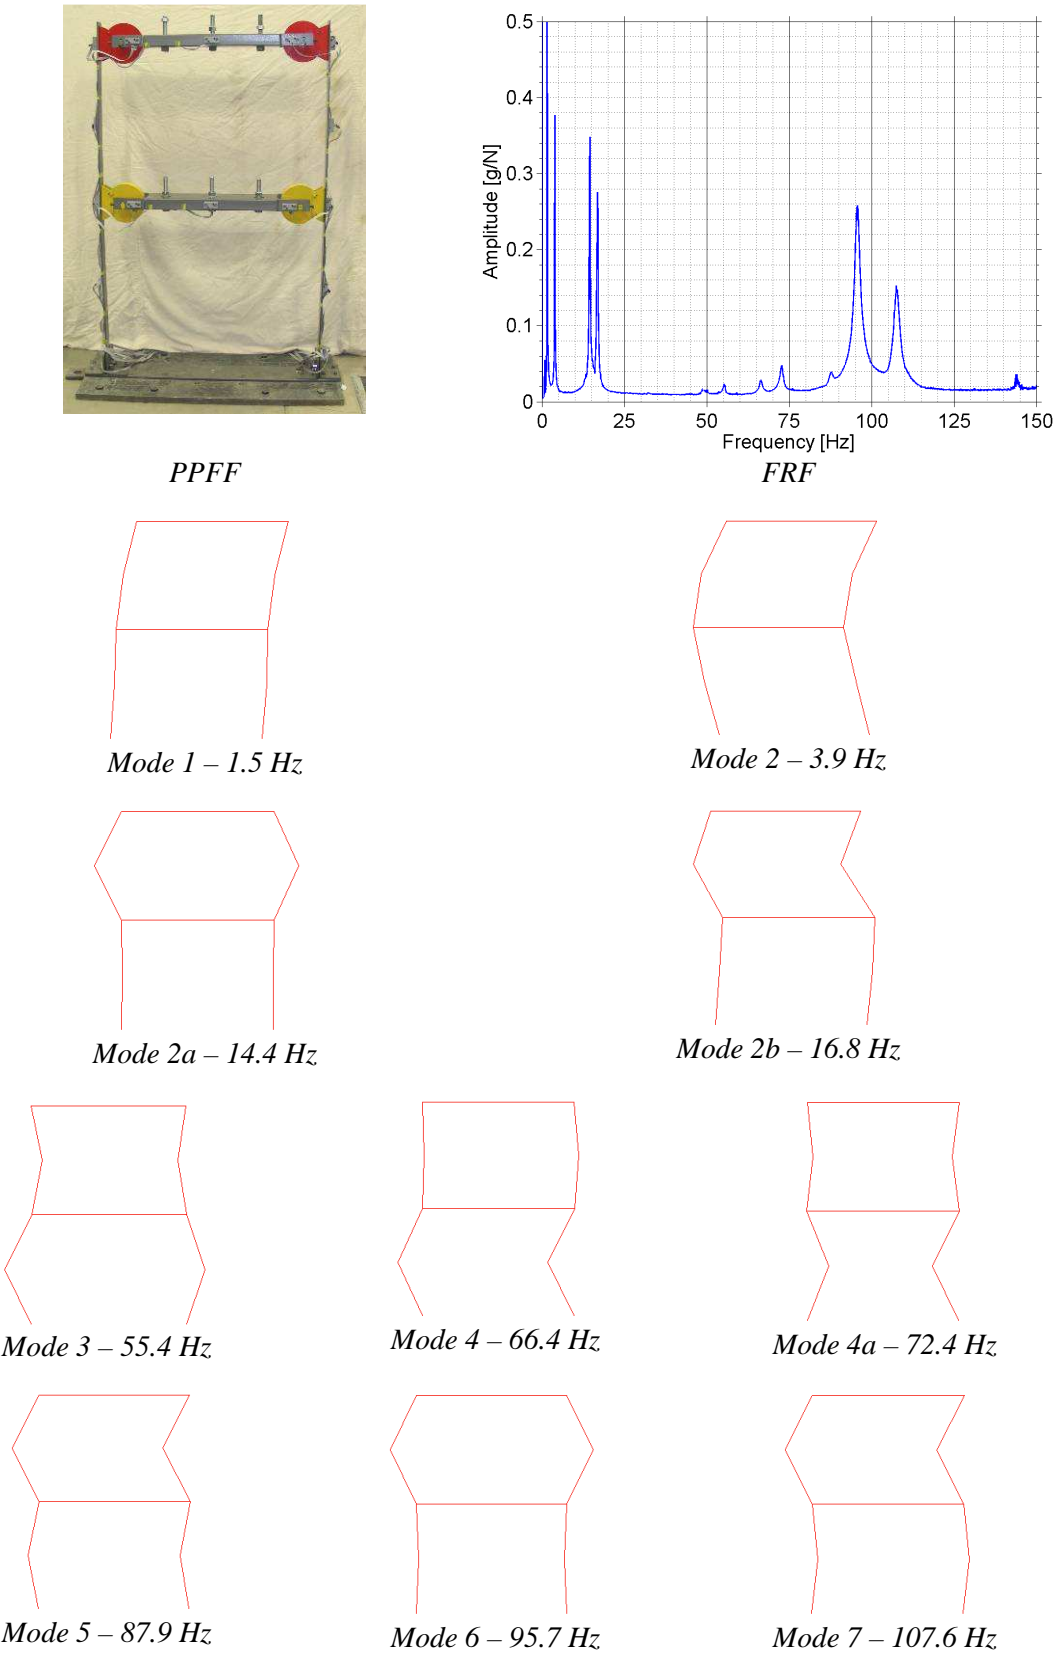 0.5
0.4
0.3
0.2
0.1
0
Amplitude [g/N]
0 25 50 75 100 125 150
Frequency [Hz]
PPFF FRF
Mode 1 – 1.5 Hz Mode 2 – 3.9 Hz
Mode 2a – 14.4 Hz Mode 2b – 16.8 Hz
Mode 3 – 55.4 Hz Mode 4 – 66.4 Hz Mode 4a – 72.4 Hz
Mode 5 – 87.9 Hz Mode 6 – 95.7 Hz Mode 7 – 107.6 Hz